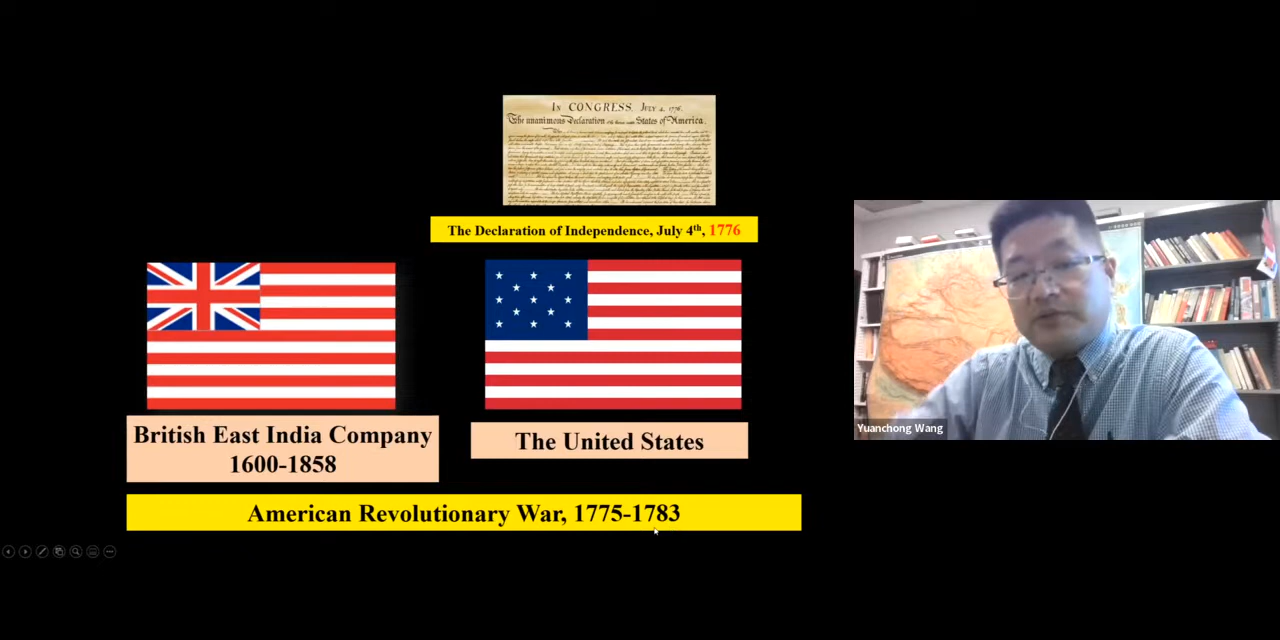 IN CONGRESS. JULY 4, 1776.
The unanimous Declaration of the thirteen united States of America.
The Declaration of Independence, July 4th, 1776
British East India Company
1600-1858
The United States
American Revolutionary War, 1775-1783
Yuanchong Wang